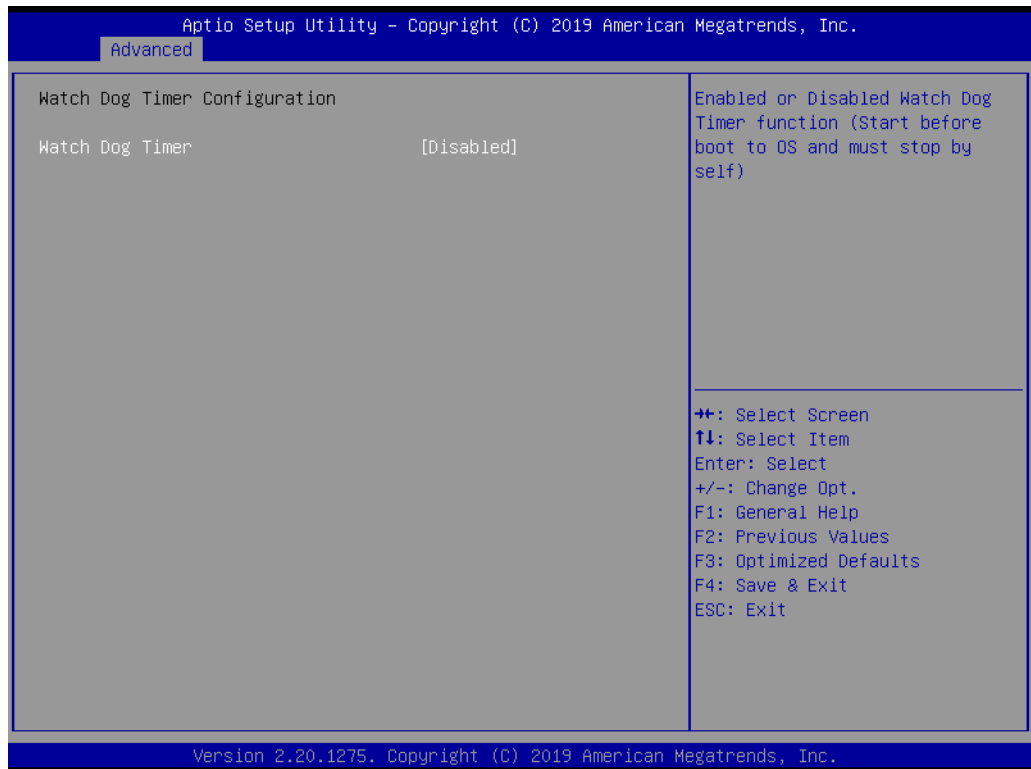 Aptio Setup Utility – Copyright (C) 2019 American Megatrends, Inc.
Advanced
Watch Dog Timer Configuration
Watch Dog Timer [Disabled]
Enabled or Disabled Watch Dog
Timer function (Start before
boot to OS and must stop by
self)
→←: Select Screen
↑↓: Select Item
Enter: Select
+/-: Change Opt.
F1: General Help
F2: Previous Values
F3: Optimized Defaults
F4: Save & Exit
ESC: Exit
Version 2.20.1275. Copyright (C) 2019 American Megatrends, Inc.